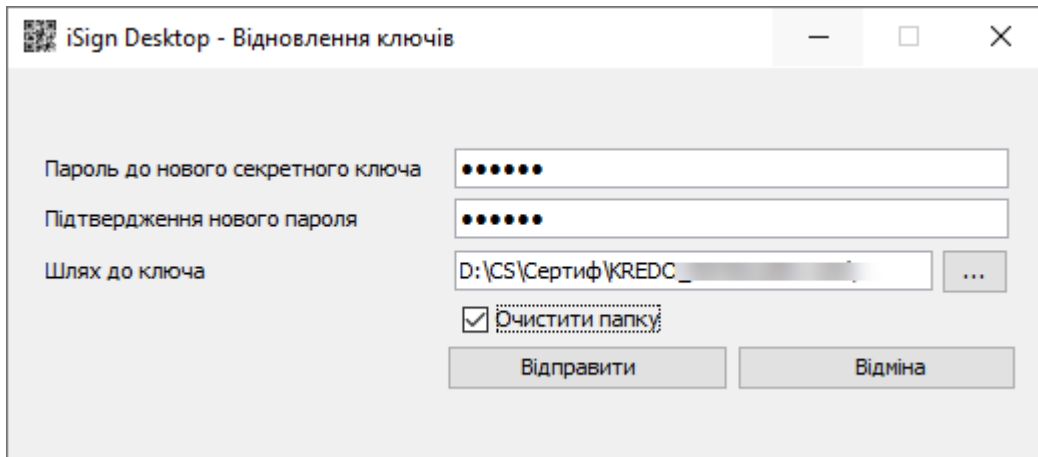 iSign Desktop - Відновлення ключів
Пароль до нового секретного ключа ••••••
Підтвердження нового пароля ••••••
Шлях до ключа D:\CS\Сертиф\KREDO_ ...
Очистити папку
Відправити Відміна